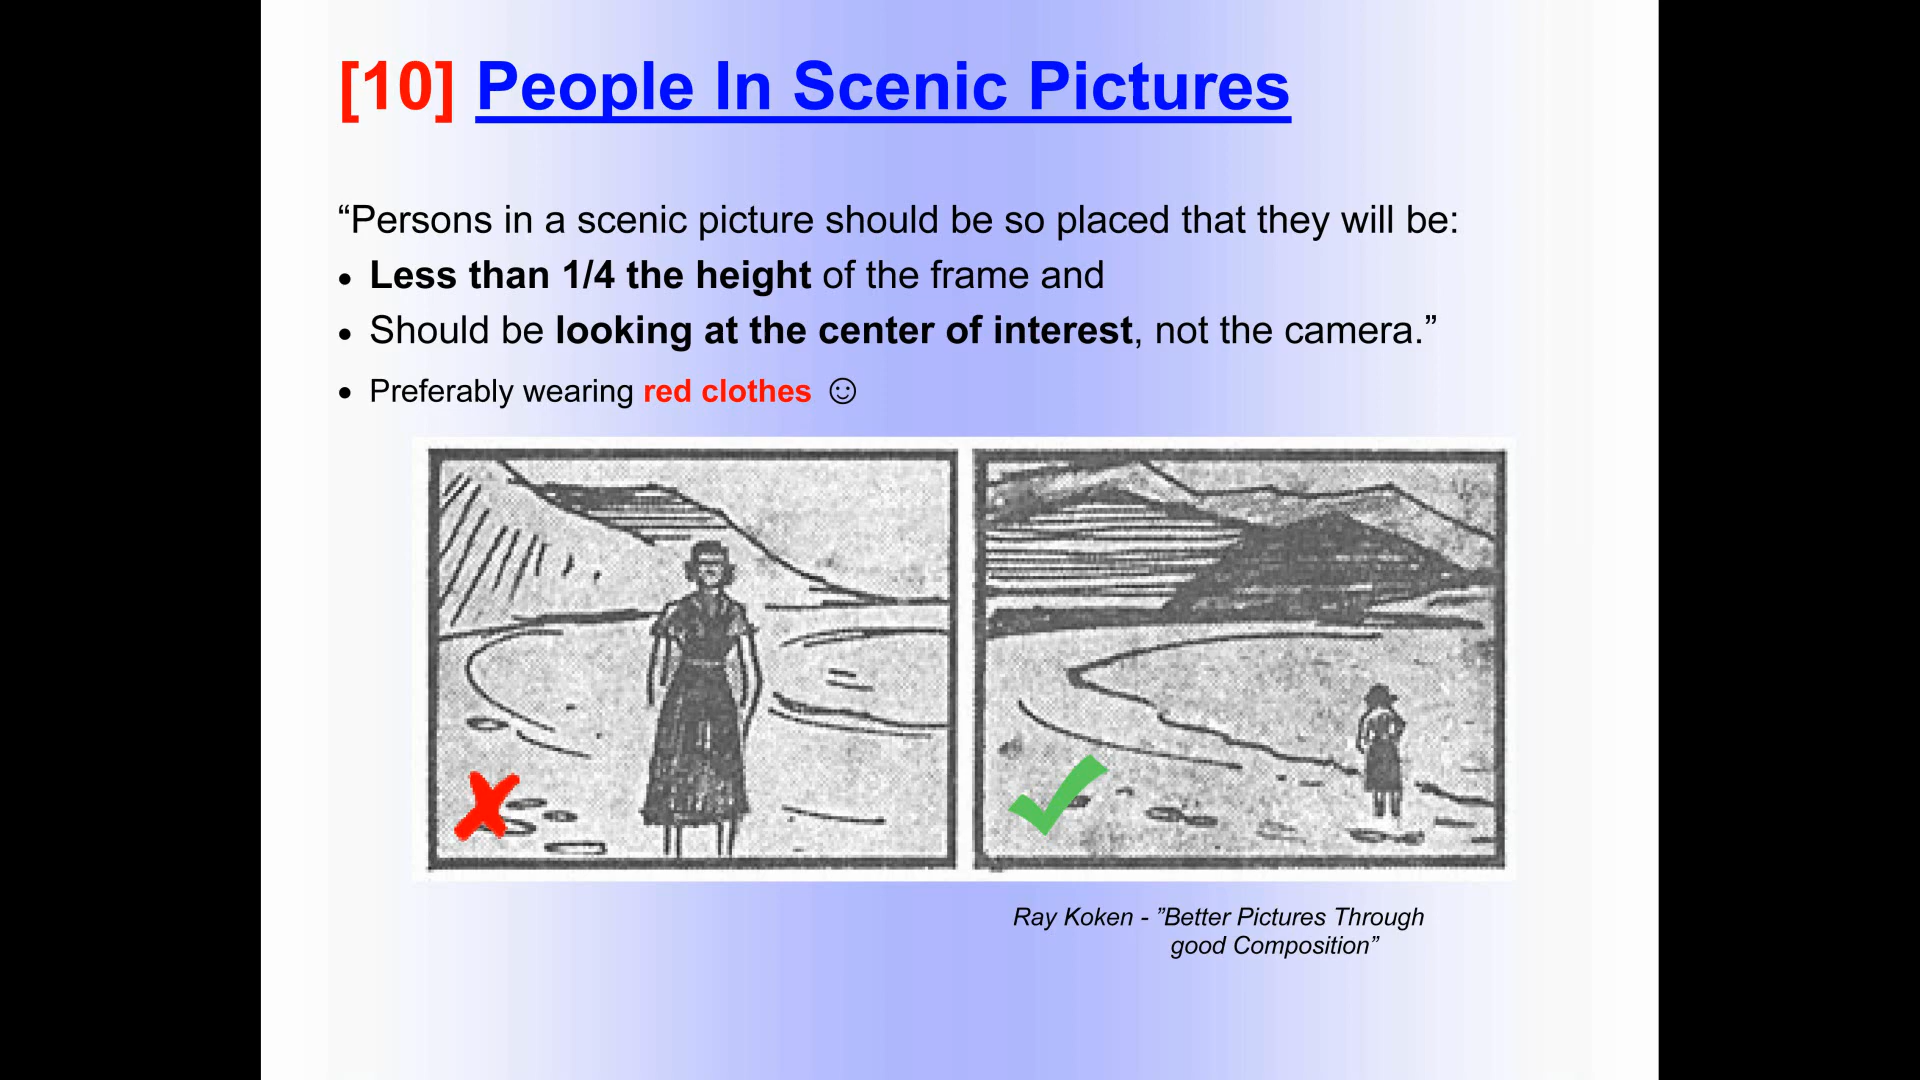 [10] People In Scenic Pictures
“Persons in a scenic picture should be so placed that they will be:
• Less than 1/4 the height of the frame and
• Should be looking at the center of interest, not the camera.”
• Preferably wearing red clothes ☺
Ray Koken - ”Better Pictures Through
good Composition”